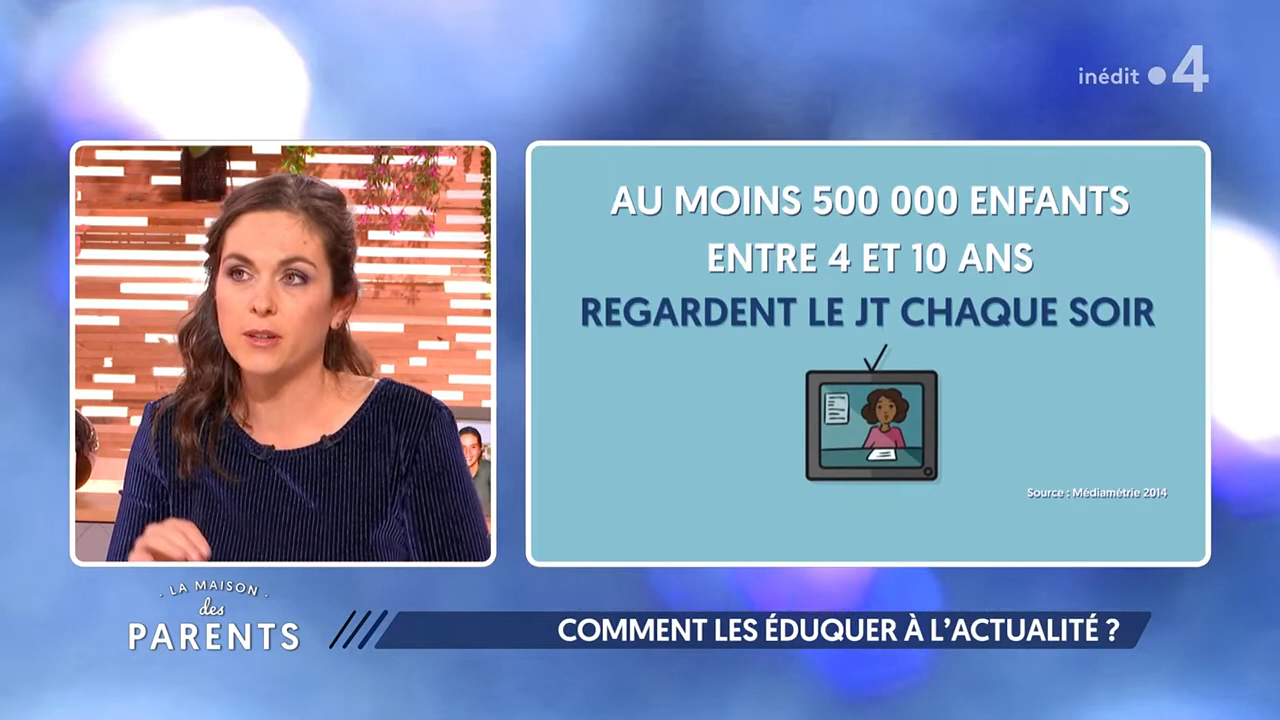 inédit 4
AU MOINS 500 000 ENFANTS
ENTRE 4 ET 10 ANS
REGARDENT LE JT CHAQUE SOIR
Source : Médiamétrie 2014
· LA MAISON ·
des
PARENTS
COMMENT LES ÉDUQUER À L'ACTUALITÉ ?